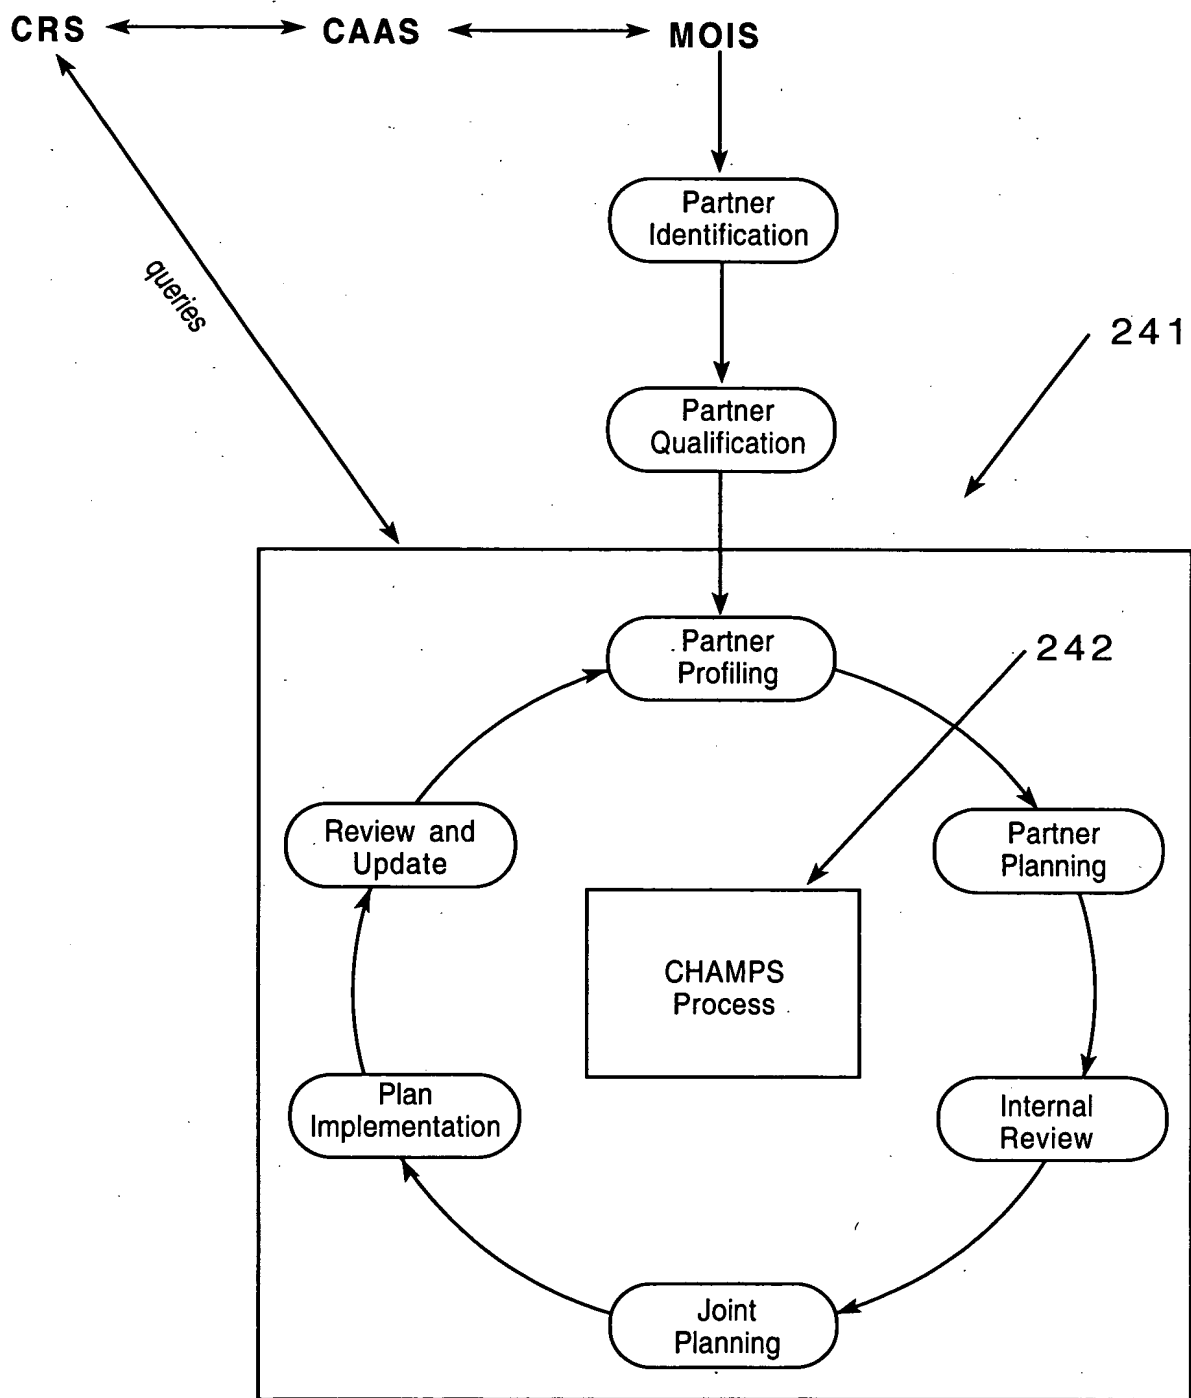 CRS CAAS MOIS
Partner
Identification
queries
241
Partner
Qualification
Partner
Profiling
242
Review and
Update
Partner
Planning
CHAMPS
Process
Plan
Implementation
Internal
Review
Joint
Planning